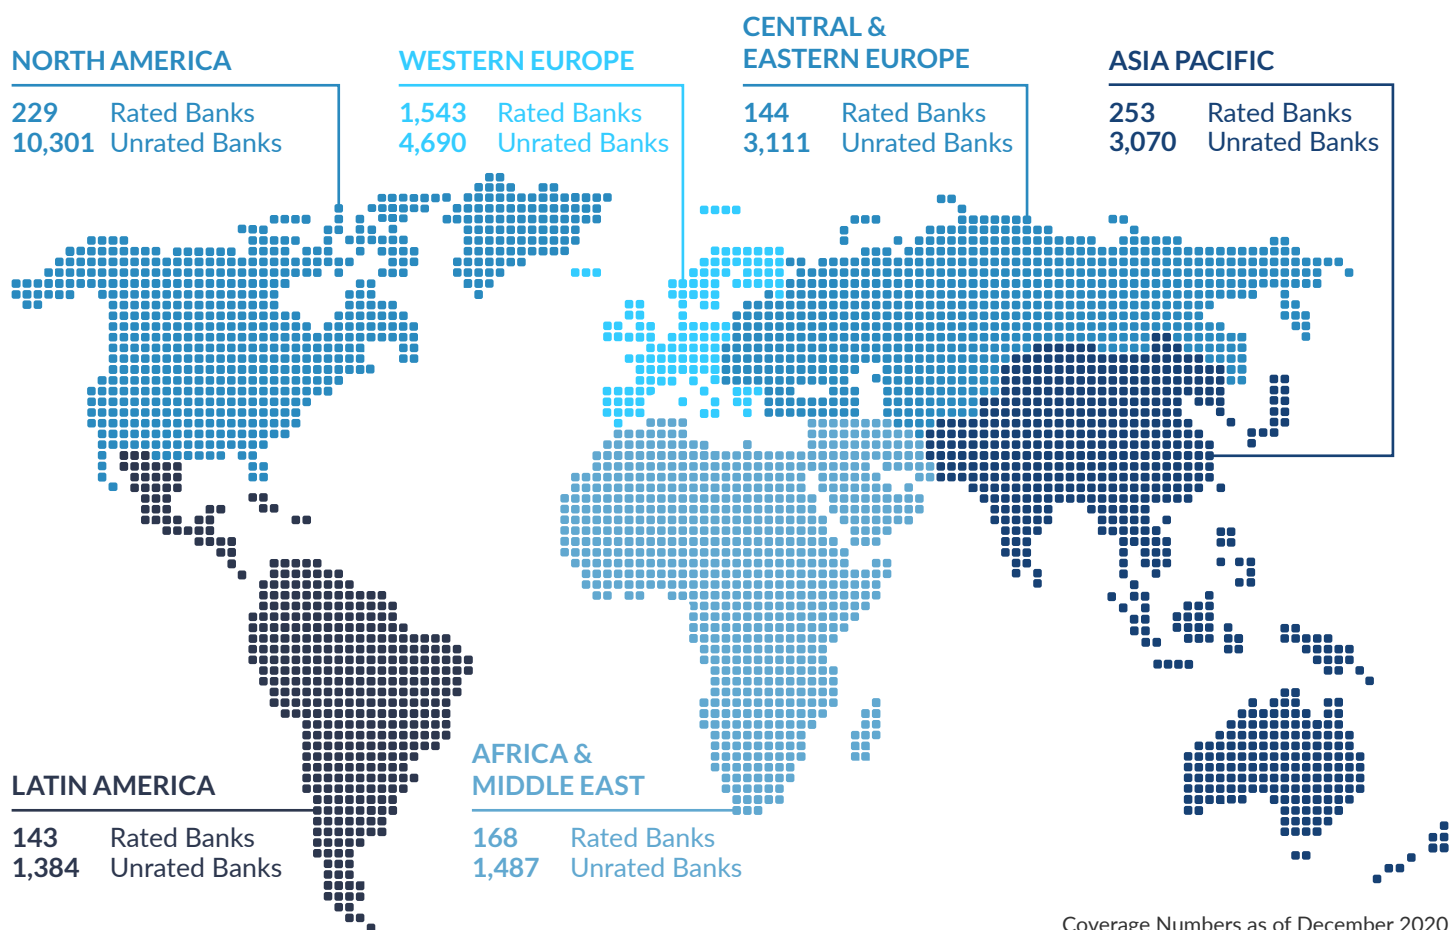 NORTH AMERICA
229 Rated Banks
10,301 Unrated Banks
WESTERN EUROPE
1,543 Rated Banks
4,690 Unrated Banks
CENTRAL &
EASTERN EUROPE
144 Rated Banks
3,111 Unrated Banks
ASIA PACIFIC
253 Rated Banks
3,070 Unrated Banks
LATIN AMERICA
143 Rated Banks
1,384 Unrated Banks
AFRICA &
MIDDLE EAST
168 Rated Banks
1,487 Unrated Banks
Coverage Numbers as of December 2020